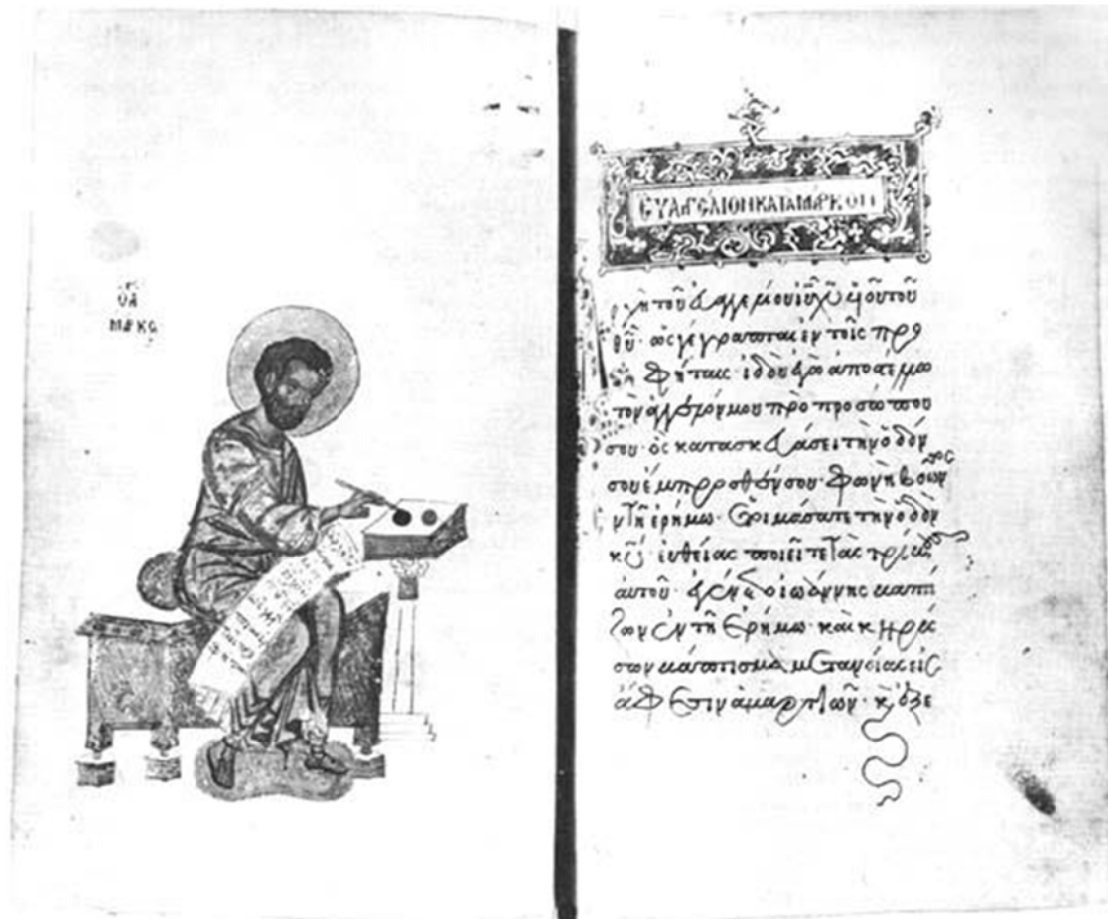 ΘΑ
ΜΑΡΚΟ
ΕΥΑΓΓΕΛΙΟΝ ΚΑΤΑ ΜΑΡΚΟΝ
τοῦ εὐαγγελίου ἰῦ χῦ υἱοῦ τοῦ
θῦ· ὡς γέγραπται ἐν τοῖς προ
φήταις· ἰδοὺ ἐγὼ ἀποστέλλω
τὸν ἄγγελόν μου πρὸ προσώπου
σου· ὃς κατασκευάσει τὴν ὁδόν
σου ἔμπροσθέν σου· φωνὴ βοῶντος
ἐν τῇ ἐρήμῳ· ἑτοιμάσατε τὴν ὁδὸν
κῦ εὐθείας ποιεῖτε τὰς τρίβους
αὐτοῦ· ἐγένετο ἰωάννης βαπτί
ζων ἐν τῇ ἐρήμῳ· καὶ κηρύσ
σων βάπτισμα μετανοίας εἰς
ἄφεσιν ἁμαρτιῶν· κ ἐξε